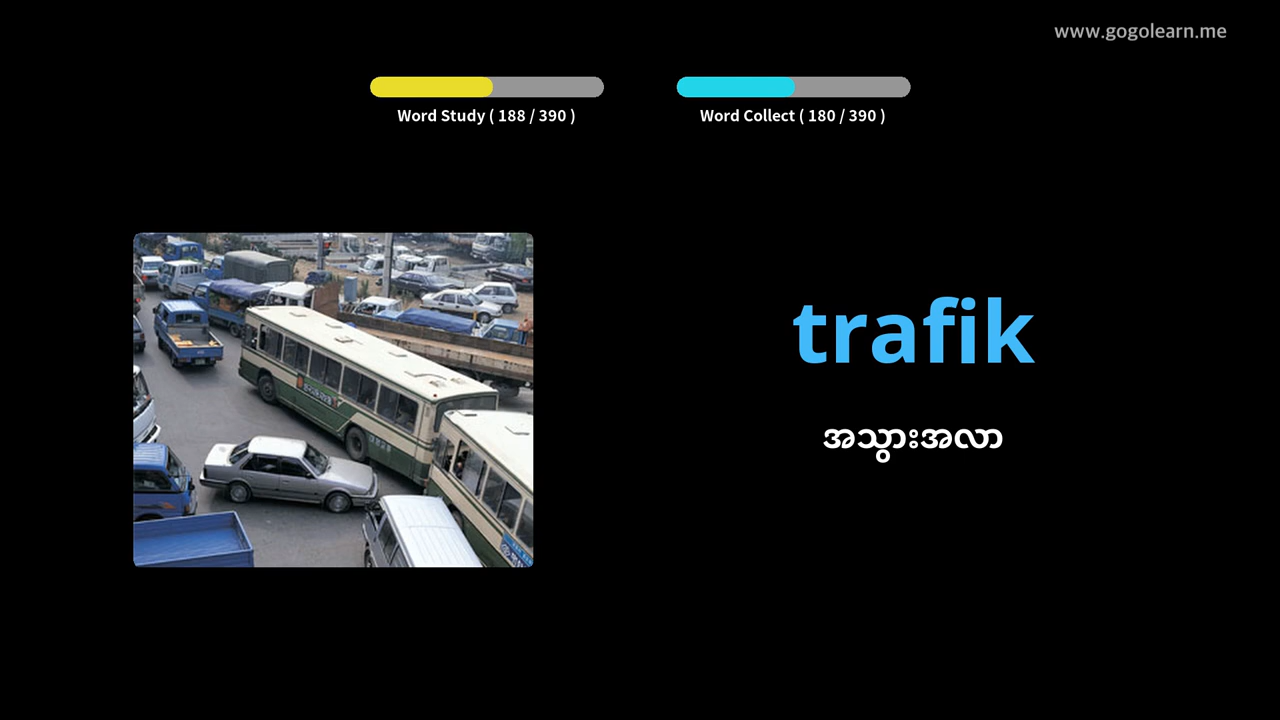 www.gogolearn.me
Word Study ( 188 / 390 )
Word Collect ( 180 / 390 )
trafik
အသွားအလာ